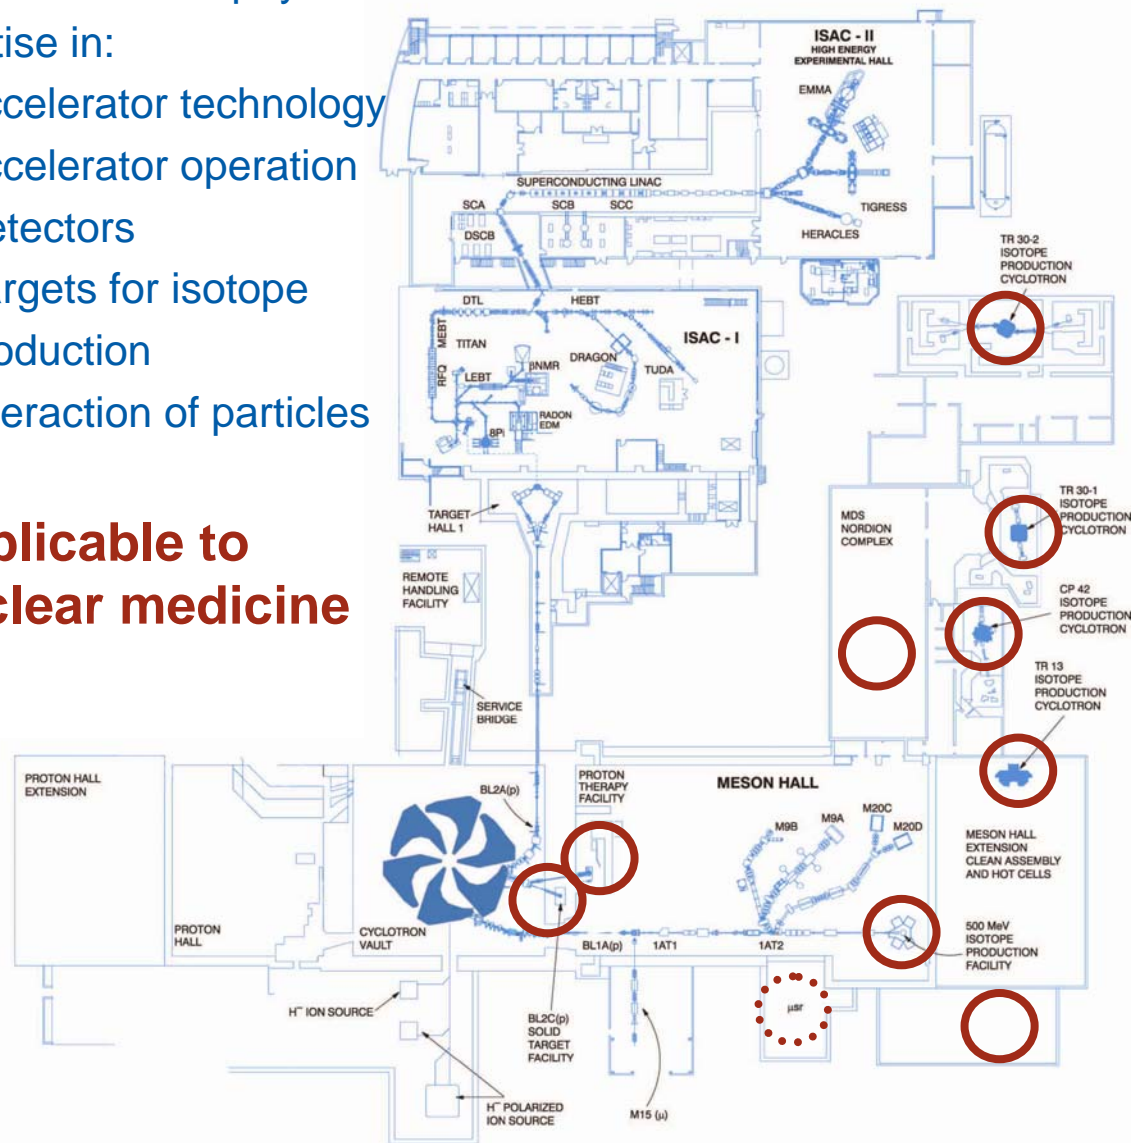 tise in:
ccelerator technology
ccelerator operation
etectors
argets for isotope
oduction
eraction of particles
plicable to
clear medicine
ISAC - II
HIGH ENERGY
EXPERIMENTAL HALL
EMMA
SUPERCONDUCTING LINAC
SCA
SCB
SCC
DSCB
TIGRESS
HERACLES
TR 30-2
ISOTOPE
PRODUCTION
CYCLOTRON
DTL
HEBT
ISAC - I
MEBT
RFQ
TITAN
LEBT
βNMR
DRAGON
TUDA
RADON
EDM
8Pi
TARGET
HALL 1
MDS
NORDION
COMPLEX
TR 30-1
ISOTOPE
PRODUCTION
CYCLOTRON
REMOTE
HANDLING
FACILITY
CP 42
ISOTOPE
PRODUCTION
CYCLOTRON
TR 13
ISOTOPE
PRODUCTION
CYCLOTRON
SERVICE
BRIDGE
PROTON HALL
EXTENSION
BL2A(p)
PROTON
THERAPY
FACILITY
MESON HALL
M9B
M9A
M20C
M20D
MESON HALL
EXTENSION
CLEAN ASSEMBLY
AND HOT CELLS
PROTON
HALL
CYCLOTRON
VAULT
BL1A(p)
1AT1
1AT2
500 MeV
ISOTOPE
PRODUCTION
FACILITY
H⁻ ION SOURCE
BL2C(p)
SOLID
TARGET
FACILITY
μsr
H⁻ POLARIZED
ION SOURCE
M15 (μ)